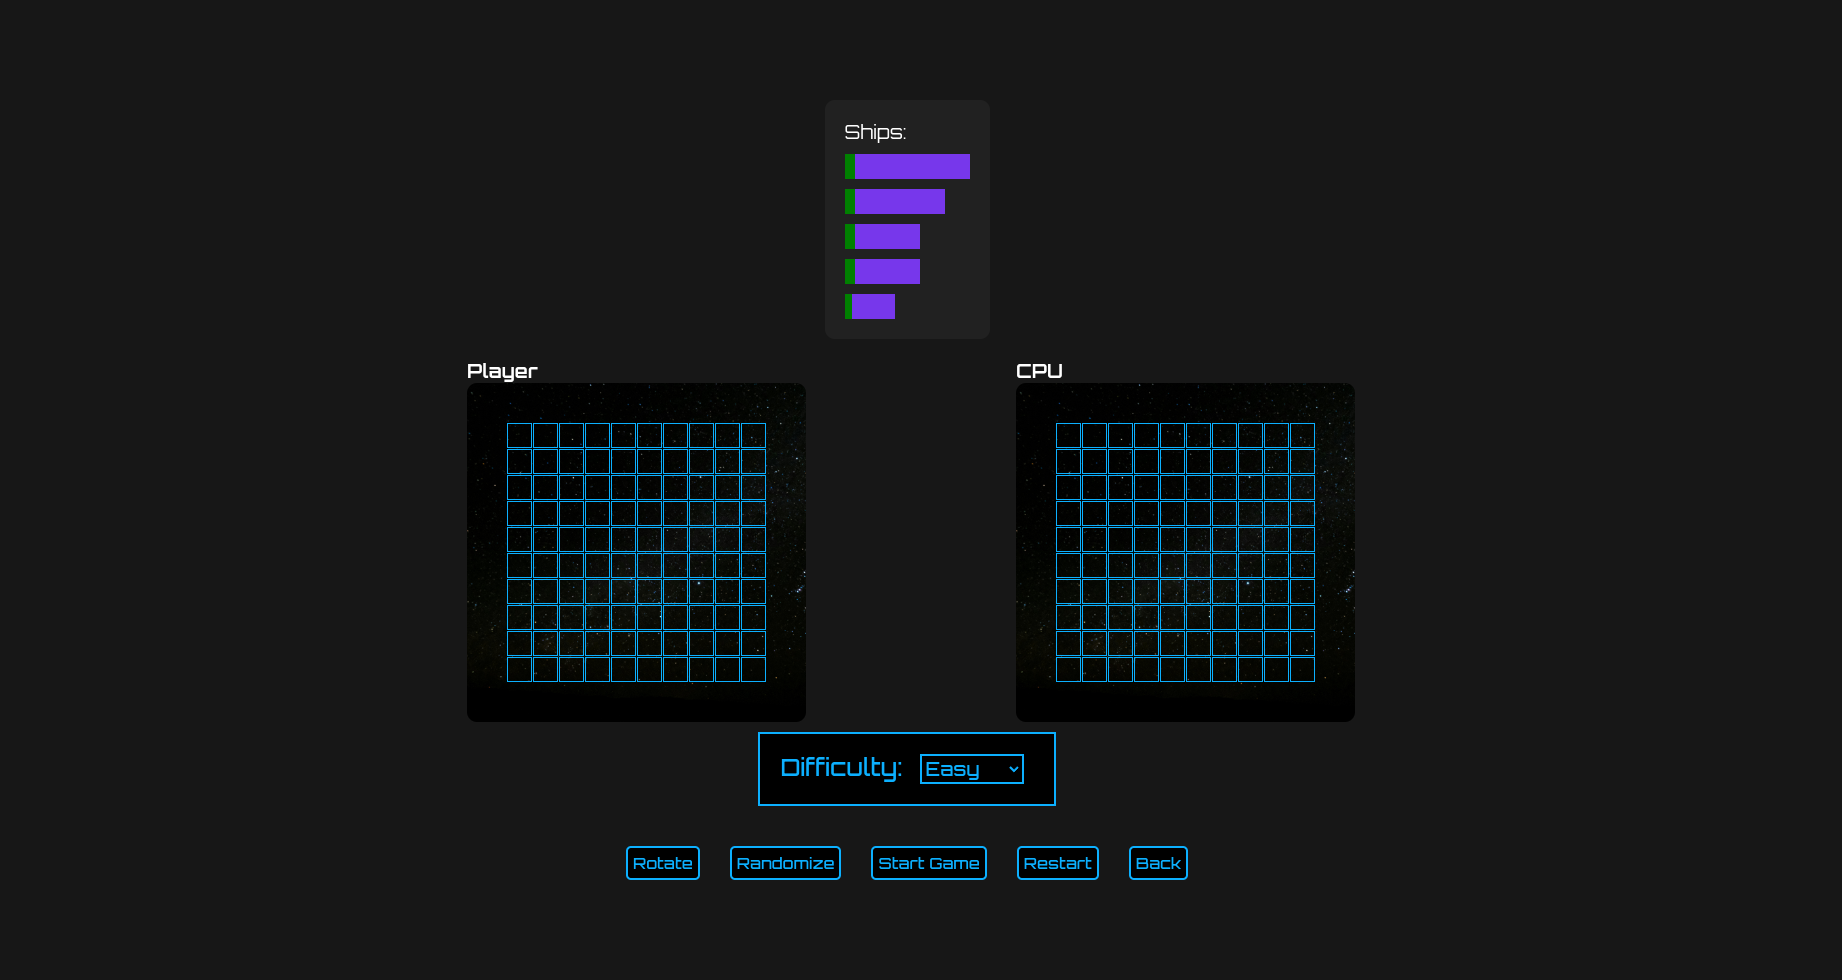 Ships:
Player
CPU
Difficulty: Easy
Rotate Randomize Start Game Restart Back